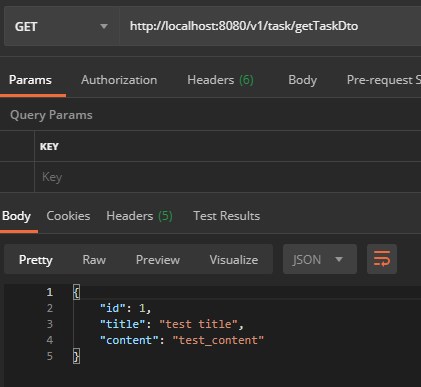 GET http://localhost:8080/v1/task/getTaskDto
Params Authorization Headers (6) Body Pre-request S
Query Params
KEY
Key
Body Cookies Headers (5) Test Results
Pretty Raw Preview Visualize JSON
1 {
2 "id": 1,
3 "title": "test title",
4 "content": "test_content"
5 }